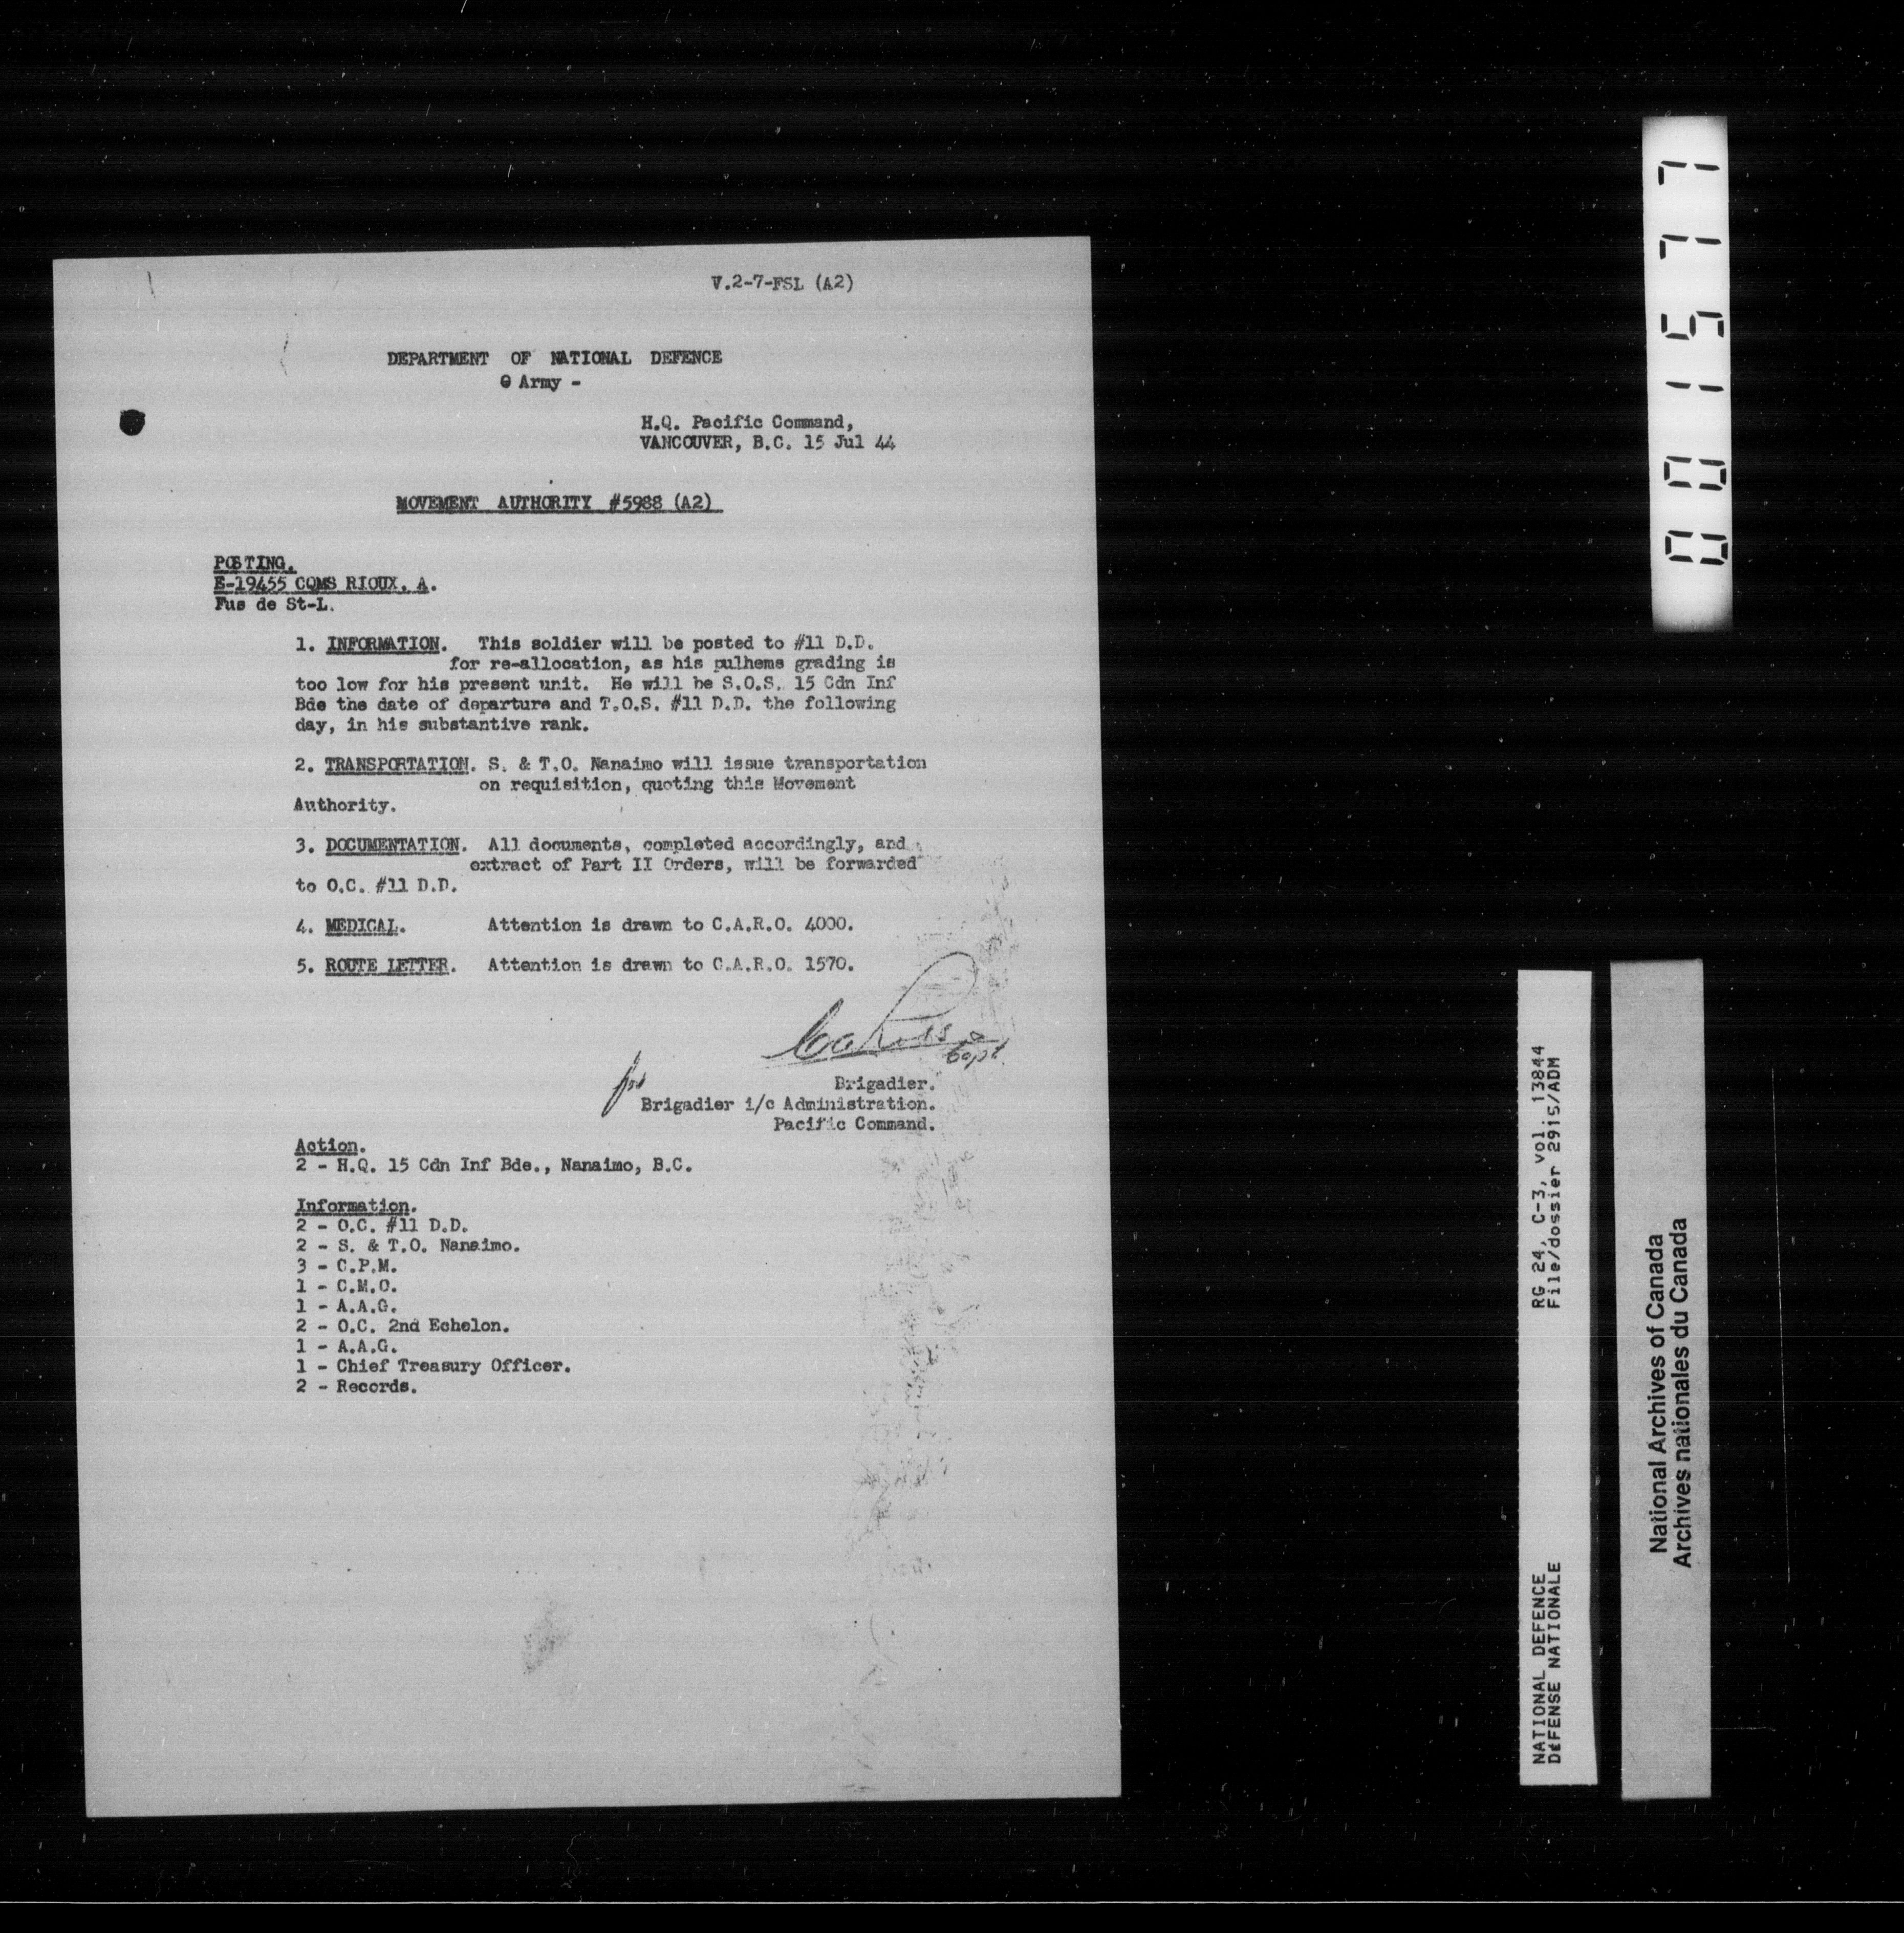 V.2-7-FSL (A2)
DEPARTMENT OF NATIONAL DEFENCE
Army -
H.Q. Pacific Command,
VANCOUVER, B.C. 15 Jul 44
MOVEMENT AUTHORITY #5988 (A2)
POSTING.
E-19455 CQMS RIOUX. A.
Fus de St-L.
1. INFORMATION. This soldier will be posted to #11 D.D.
for re-allocation, as his pulhems grading is
too low for his present unit. He will be S.O.S. 15 Cdn Inf
Bde the date of departure and T.O.S. #11 D.D. the following
day, in his substantive rank.
2. TRANSPORTATION. S. & T.O. Nanaimo will issue transportation
on requisition, quoting this Movement
Authority.
3. DOCUMENTATION. All documents, completed accordingly, and
extract of Part II Orders, will be forwarded
to O.C. #11 D.D.
4. MEDICAL. Attention is drawn to C.A.R.O. 4000.
5. ROUTE LETTER. Attention is drawn to C.A.R.O. 1570.
Capt.
for Brigadier.
Brigadier i/c Administration.
Pacific Command.
Action.
2 - H.Q. 15 Cdn Inf Bde., Nanaimo, B.C.
Information.
2 - O.C. #11 D.D.
2 - S. & T.O. Nanaimo.
3 - C.P.M.
1 - C.M.O.
1 - A.A.G.
2 - O.C. 2nd Echelon.
1 - A.A.G.
1 - Chief Treasury Officer.
2 - Records.
001577
NATIONAL DEFENCE RG 24, C-3, vol. 13844
DÉFENSE NATIONALE File/dossier 2915/ADM
National Archives of Canada
Archives nationales du Canada